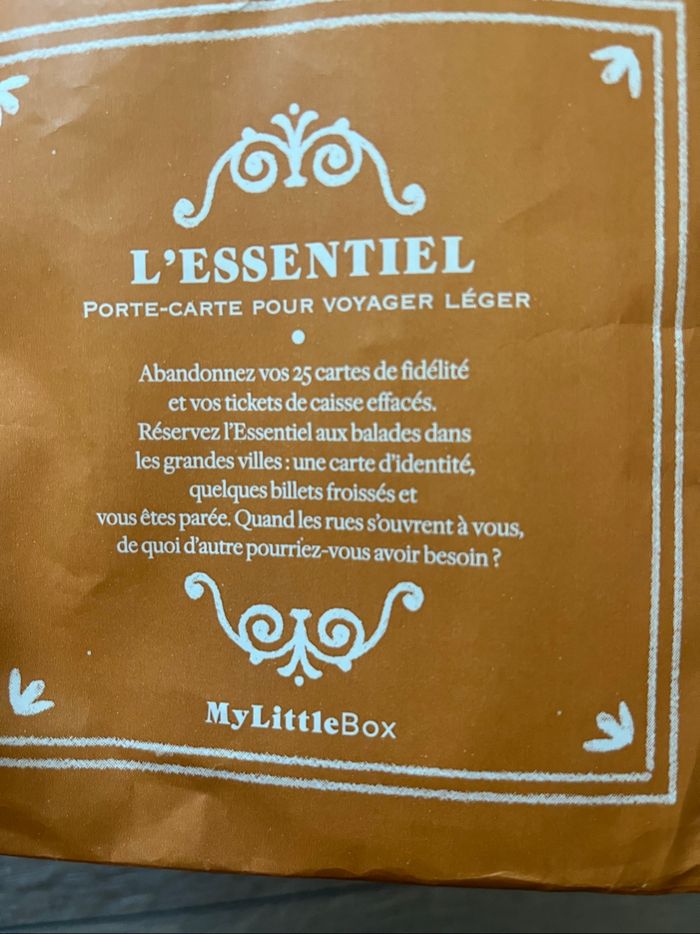 L'ESSENTIEL
PORTE-CARTE POUR VOYAGER LÉGER
Abandonnez vos 25 cartes de fidélité
et vos tickets de caisse effacés.
Réservez l'Essentiel aux balades dans
les grandes villes : une carte d'identité,
quelques billets froissés et
vous êtes parée. Quand les rues s'ouvrent à vous,
de quoi d'autre pourriez-vous avoir besoin ?
MyLittleBox